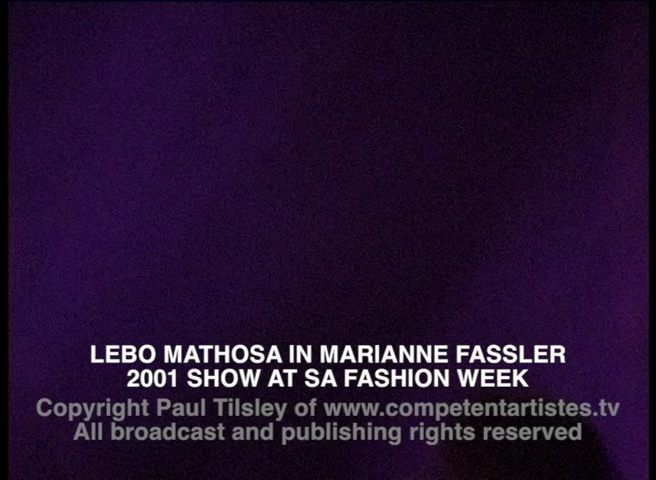 LEBO MATHOSA IN MARIANNE FASSLER
2001 SHOW AT SA FASHION WEEK
Copyright Paul Tilsley of www.competentartistes.tv
All broadcast and publishing rights reserved